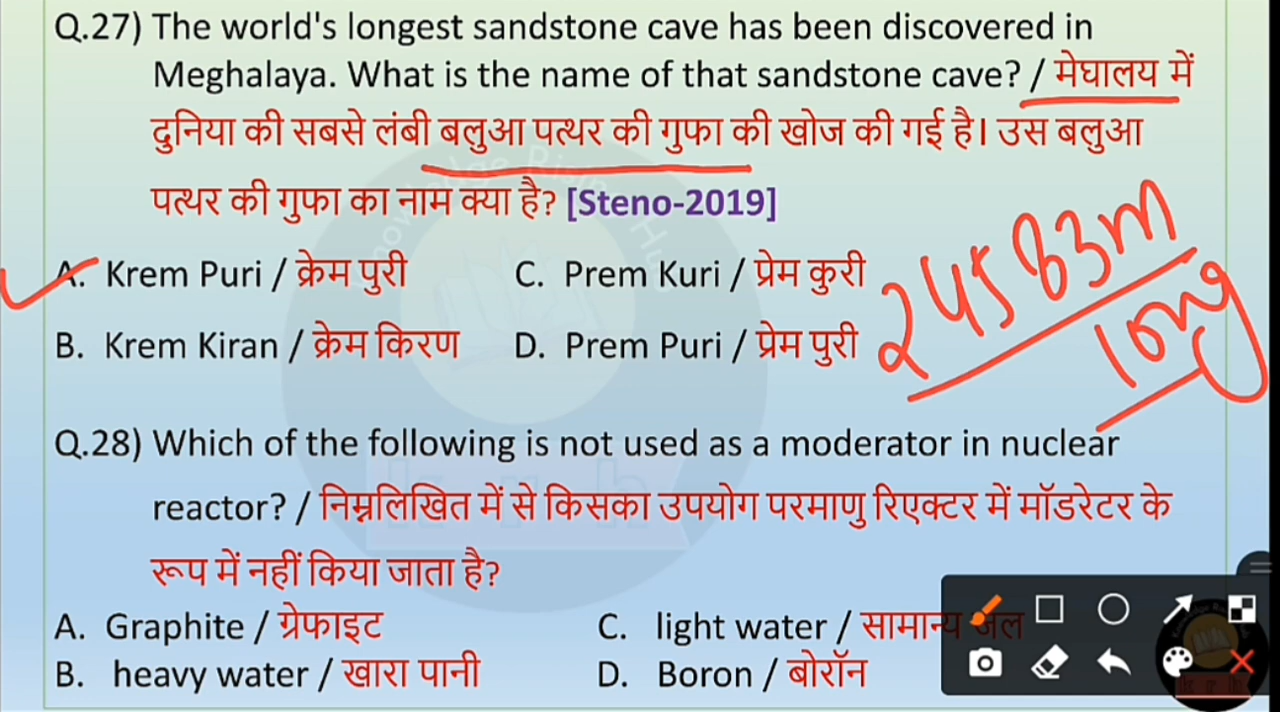 Q.27) The world's longest sandstone cave has been discovered in
Meghalaya. What is the name of that sandstone cave? / मेघालय में
दुनिया की सबसे लंबी बलुआ पत्थर की गुफा की खोज की गई है। उस बलुआ
पत्थर की गुफा का नाम क्या है? [Steno-2019]
A. Krem Puri / क्रेम पुरी C. Prem Kuri / प्रेम कुरी
B. Krem Kiran / क्रेम किरण D. Prem Puri / प्रेम पुरी
24583m
long
Q.28) Which of the following is not used as a moderator in nuclear
reactor? / निम्नलिखित में से किसका उपयोग परमाणु रिएक्टर में मॉडरेटर के
रूप में नहीं किया जाता है?
A. Graphite / ग्रेफाइट C. light water / सामान्य जल
B. heavy water / खारा पानी D. Boron / बोरॉन